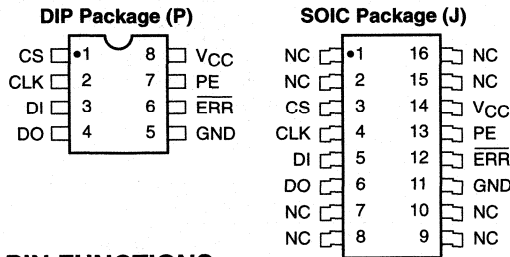 DIP Package (P)
CS 1 8 VCC
CLK 2 7 PE
DI 3 6 ERR
DO 4 5 GND
SOIC Package (J)
NC 1 16 NC
NC 2 15 NC
CS 3 14 VCC
CLK 4 13 PE
DI 5 12 ERR
DO 6 11 GND
NC 7 10 NC
NC 8 9 NC
PIN FUNCTIONS